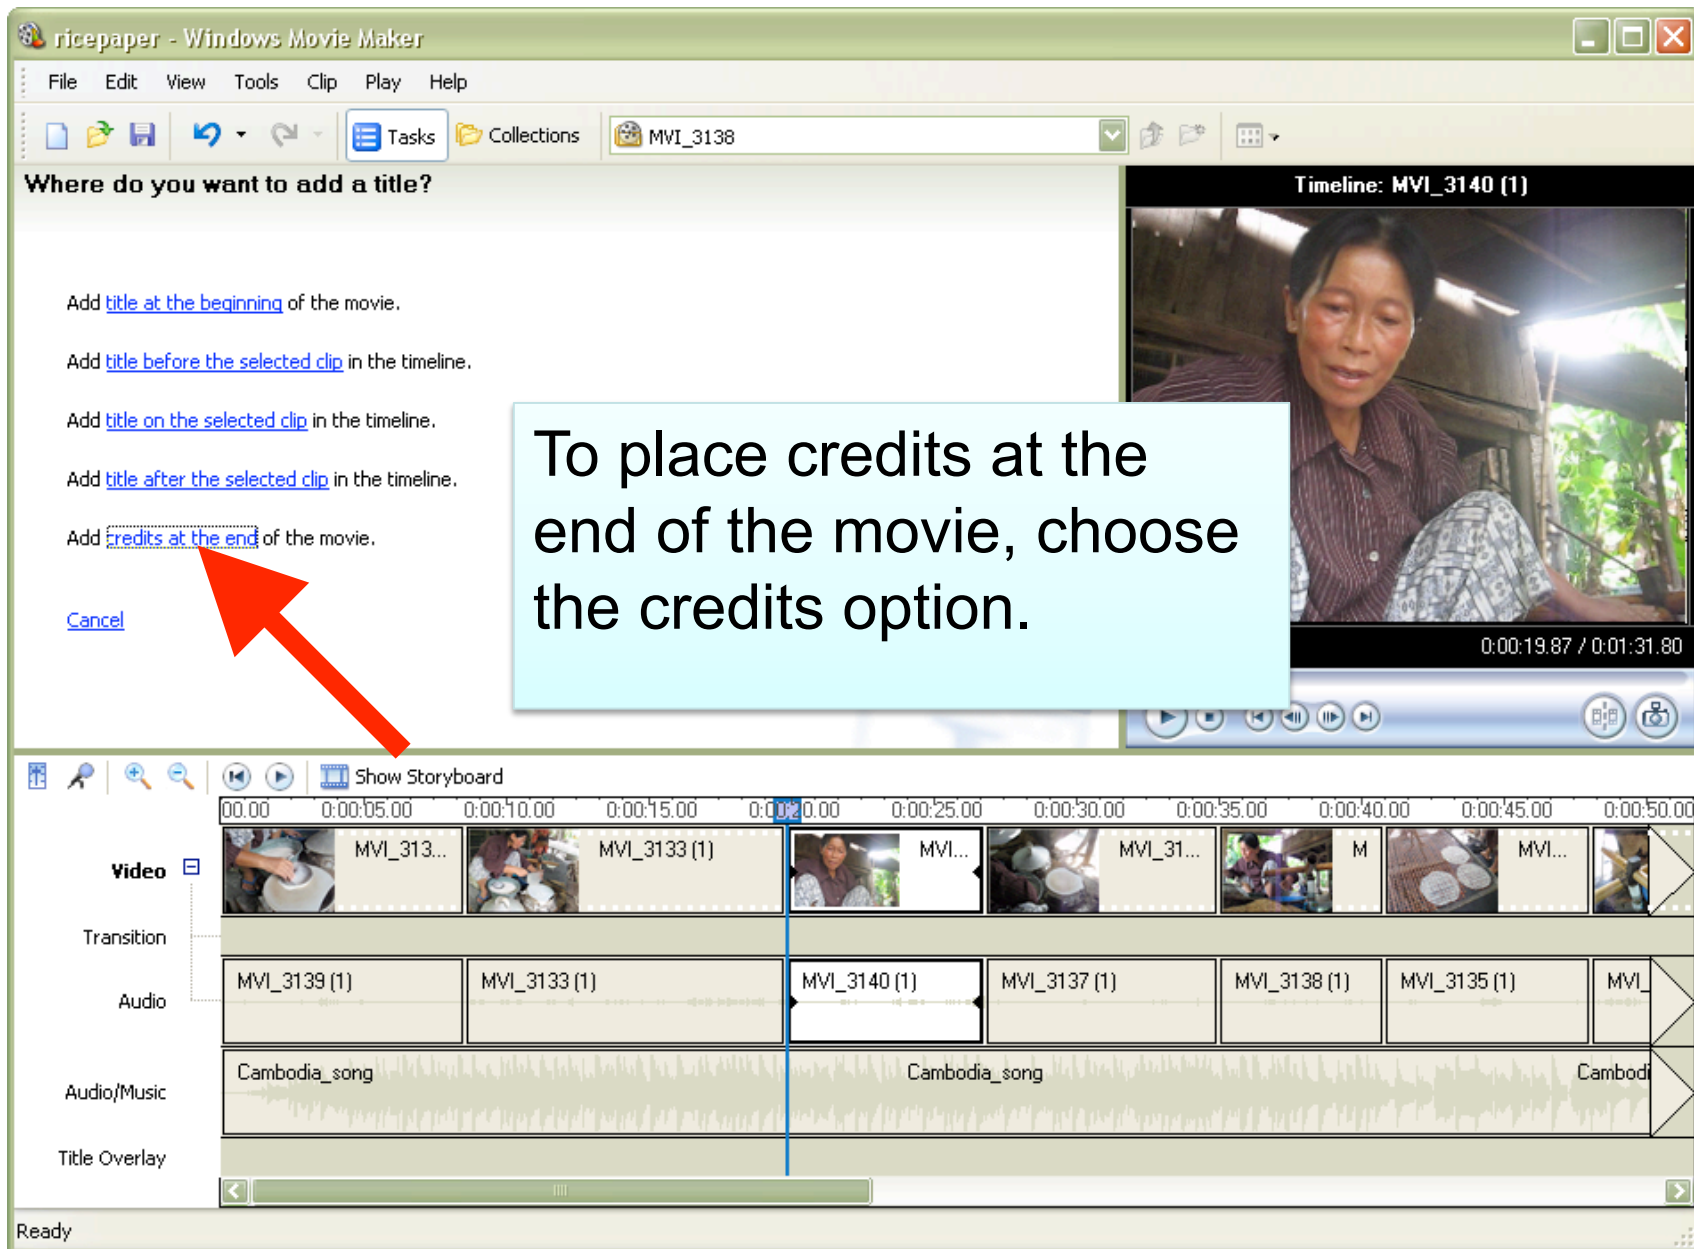 ricepaper - Windows Movie Maker
File Edit View Tools Clip Play Help
Tasks Collections MVI_3138
Where do you want to add a title?
Timeline: MVI_3140 (1)
Add title at the beginning of the movie.
Add title before the selected clip in the timeline.
Add title on the selected clip in the timeline.
Add title after the selected clip in the timeline.
Add credits at the end of the movie.
Cancel
To place credits at the
end of the movie, choose
the credits option.
0:00:19.87 / 0:01:31.80
Show Storyboard
00.00 0:00:05.00 0:00:10.00 0:00:15.00 0:00:20.00 0:00:25.00 0:00:30.00 0:00:35.00 0:00:40.00 0:00:45.00 0:00:50.00
Video MVI_313... MVI_3133 (1) MVI... MVI_31... M MVI...
Transition
Audio MVI_3139 (1) MVI_3133 (1) MVI_3140 (1) MVI_3137 (1) MVI_3138 (1) MVI_3135 (1) MVI_
Audio/Music Cambodia_song Cambodia_song Cambodi
Title Overlay
Ready